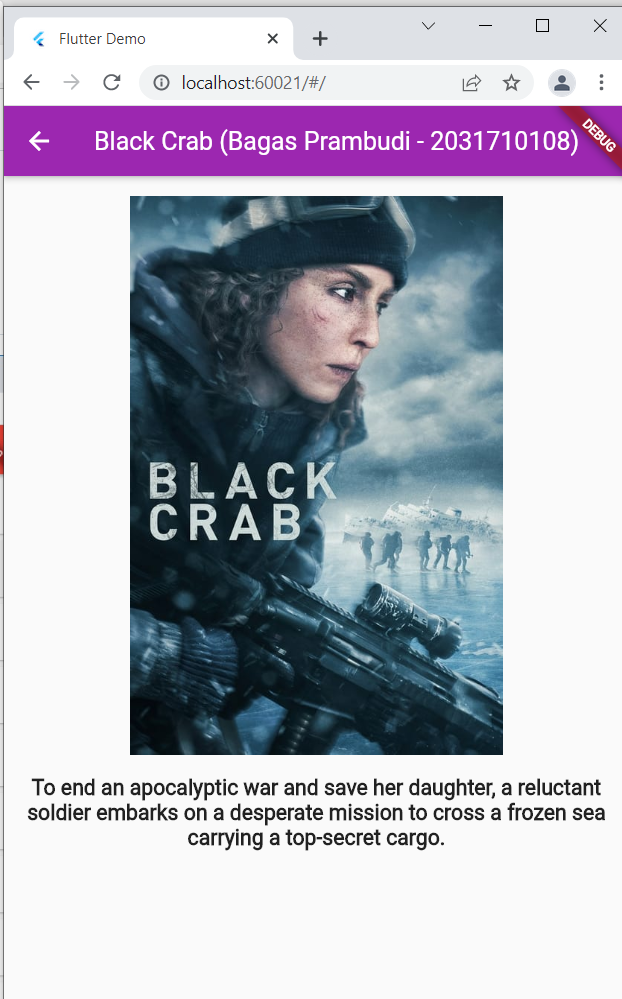 Flutter Demo
localhost:60021/#/
Black Crab (Bagas Prambudi - 2031710108)
DEBUG
BLACK
CRAB
To end an apocalyptic war and save her daughter, a reluctant
soldier embarks on a desperate mission to cross a frozen sea
carrying a top-secret cargo.